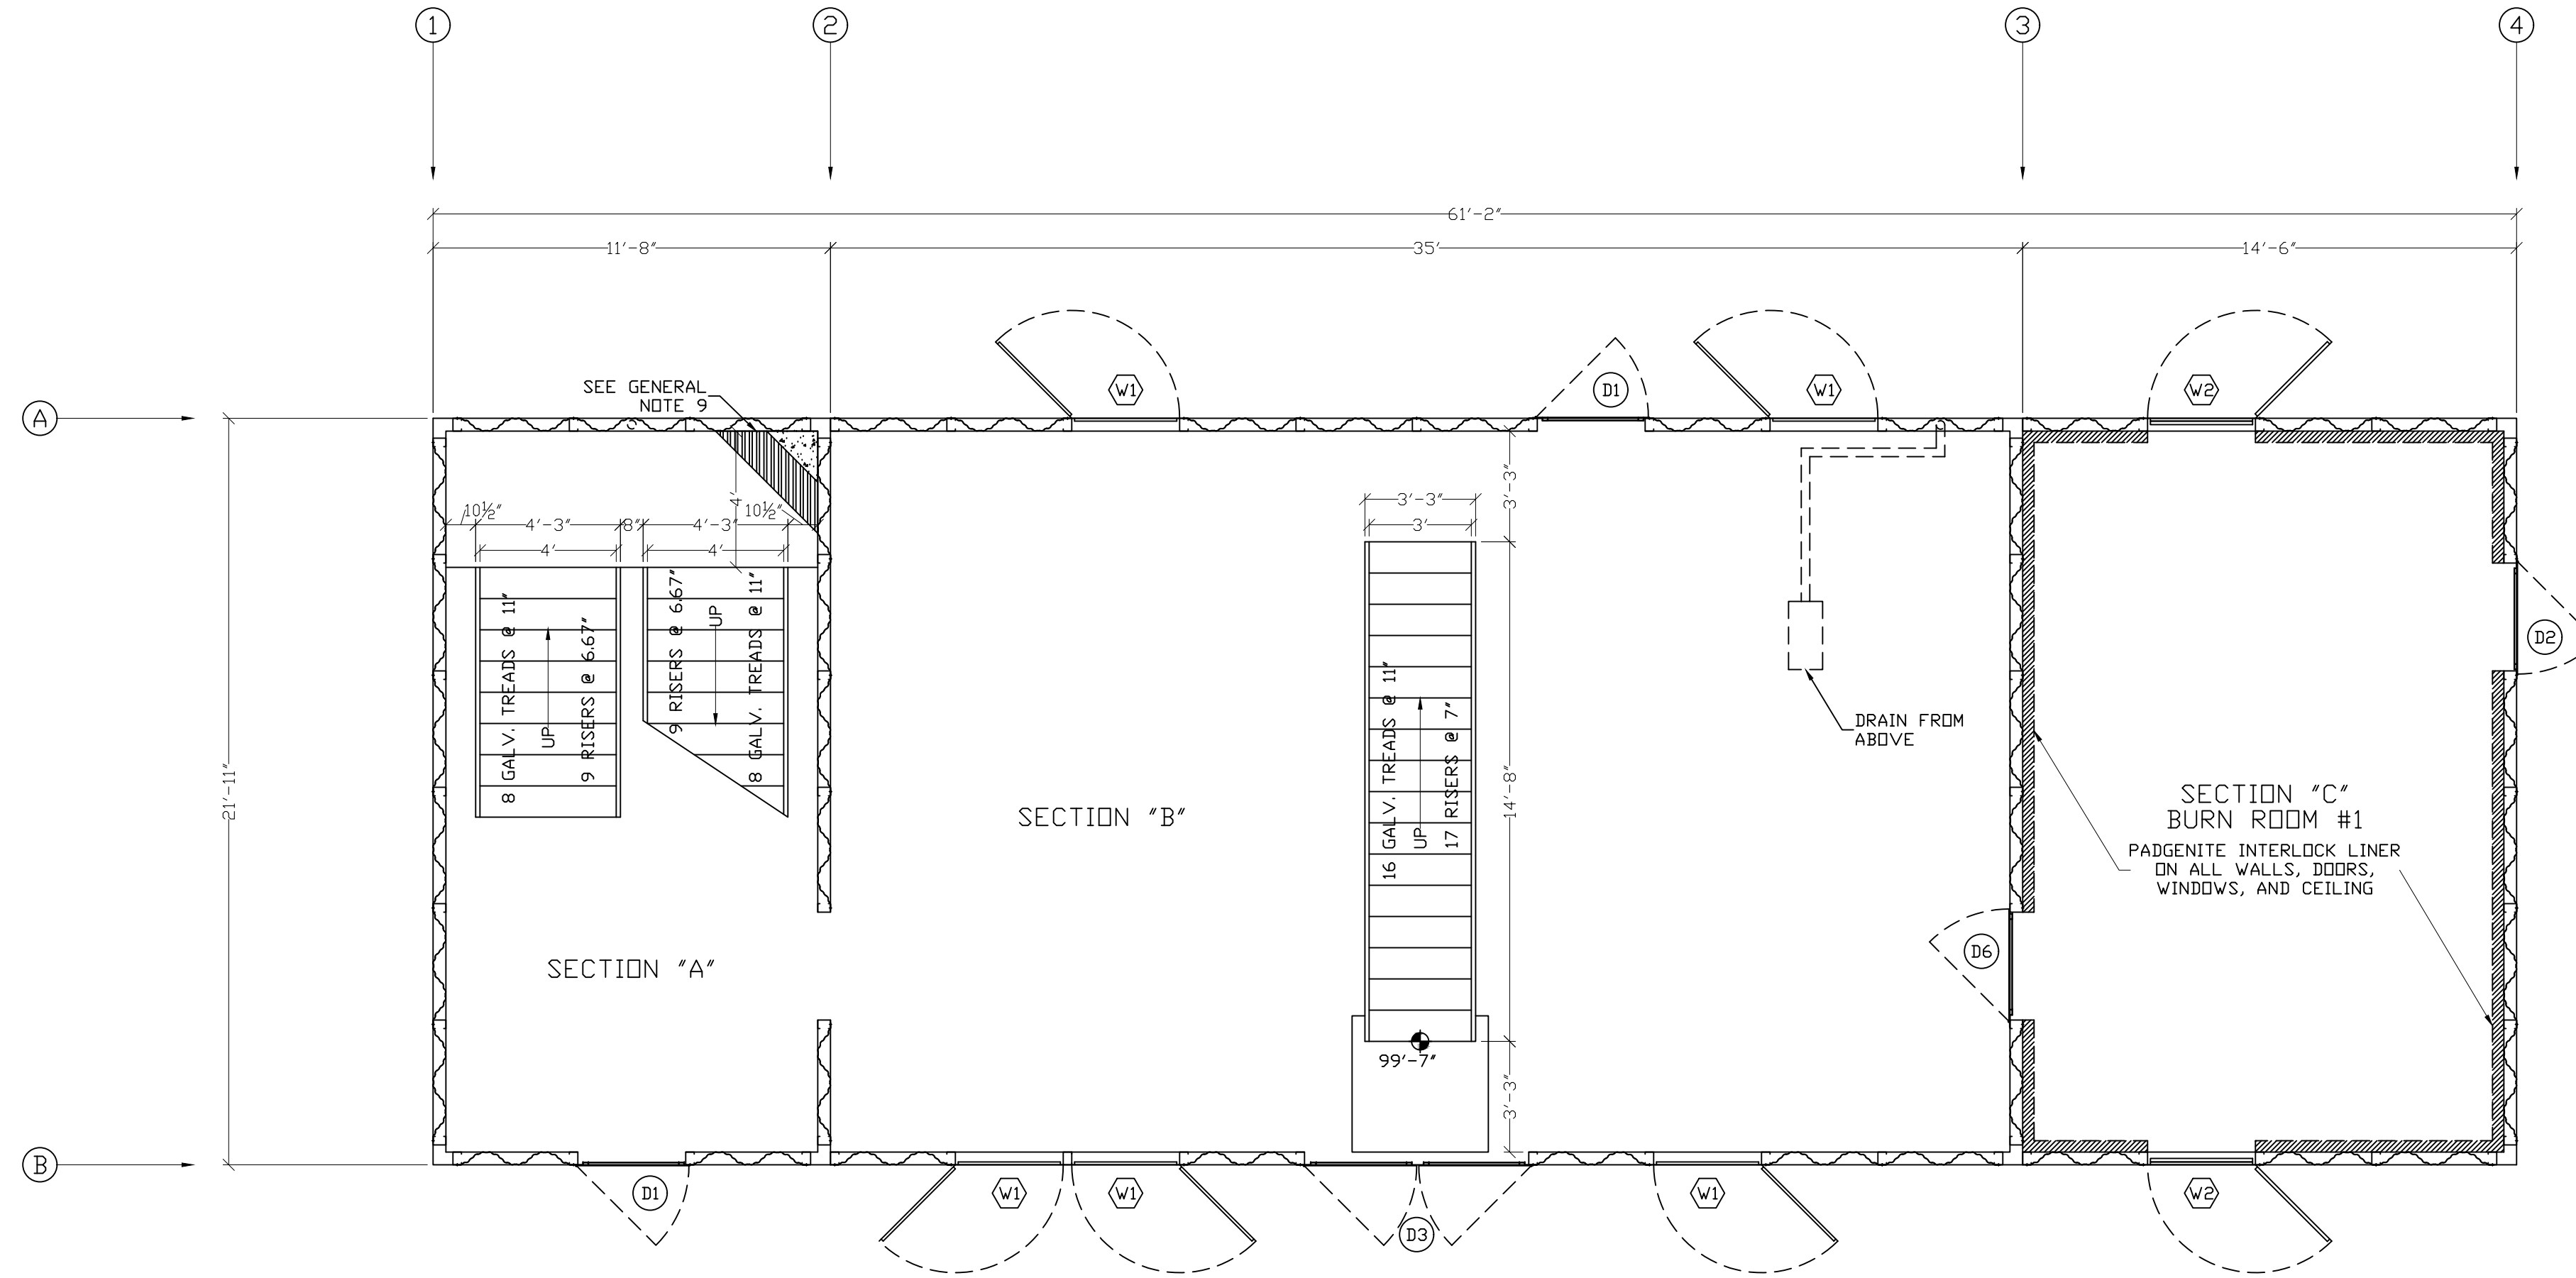 1
2
3
4
61'-2"
11'-8"
35'
14'-6"
SEE GENERAL
NOTE 9
W1
D1
W1
W2
A
10½"
4'-3"
8"
4'-3"
10½"
4'
4'
4'
3'-3"
3'
3'-3"
8 GALV. TREADS @ 11"
UP
9 RISERS @ 6.67"
9 RISERS @ 6.67"
UP
8 GALV. TREADS @ 11"
16 GALV. TREADS @ 11"
UP
17 RISERS @ 7"
14'-8"
21'-11"
D2
DRAIN FROM
ABOVE
SECTION "B"
SECTION "C"
BURN ROOM #1
PADGENITE INTERLOCK LINER
ON ALL WALLS, DOORS,
WINDOWS, AND CEILING
SECTION "A"
D6
99'-7"
3'-3"
B
D1
W1
W1
D3
W1
W2